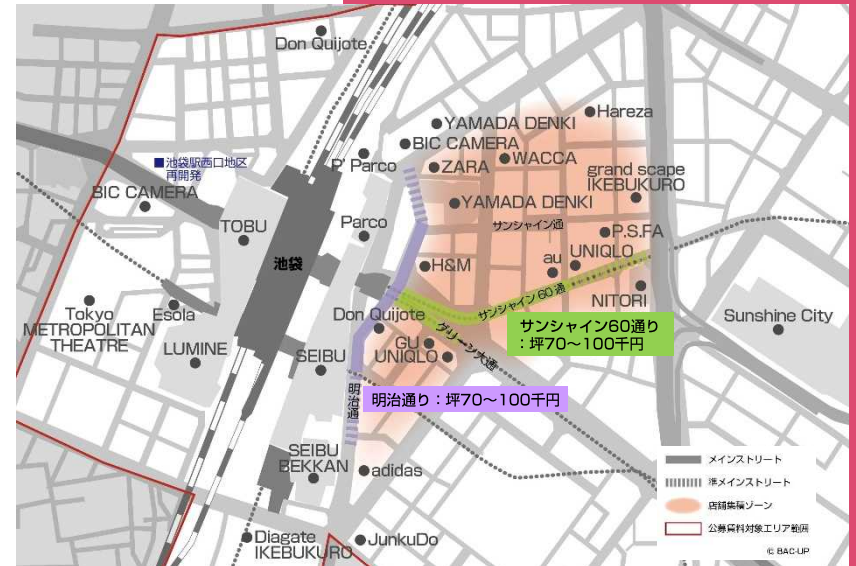 Don Quijote
Hareza
YAMADA DENKI
BIC CAMERA
WACCA
P' Parco
ZARA
■池袋駅西口地区
再開発
grand scape
IKEBUKURO
BIC CAMERA
YAMADA DENKI
TOBU
Parco
サンシャイン通
P.S.FA
UNIQLO
au
H&M
池袋
NITORI
サンシャイン60通
Tokyo
METROPOLITAN
THEATRE
Esola
Don Quijote
サンシャイン60通り
：坪70～100千円
Sunshine City
LUMINE
SEIBU
GU
UNIQLO
グリーン大通
明治通
明治通り：坪70～100千円
SEIBU
BEKKAN
adidas
メインストリート
準メインストリート
店舗集積ゾーン
公募賃料対象エリア範囲
© BAC-UP
Diagate
IKEBUKURO
JunkuDo